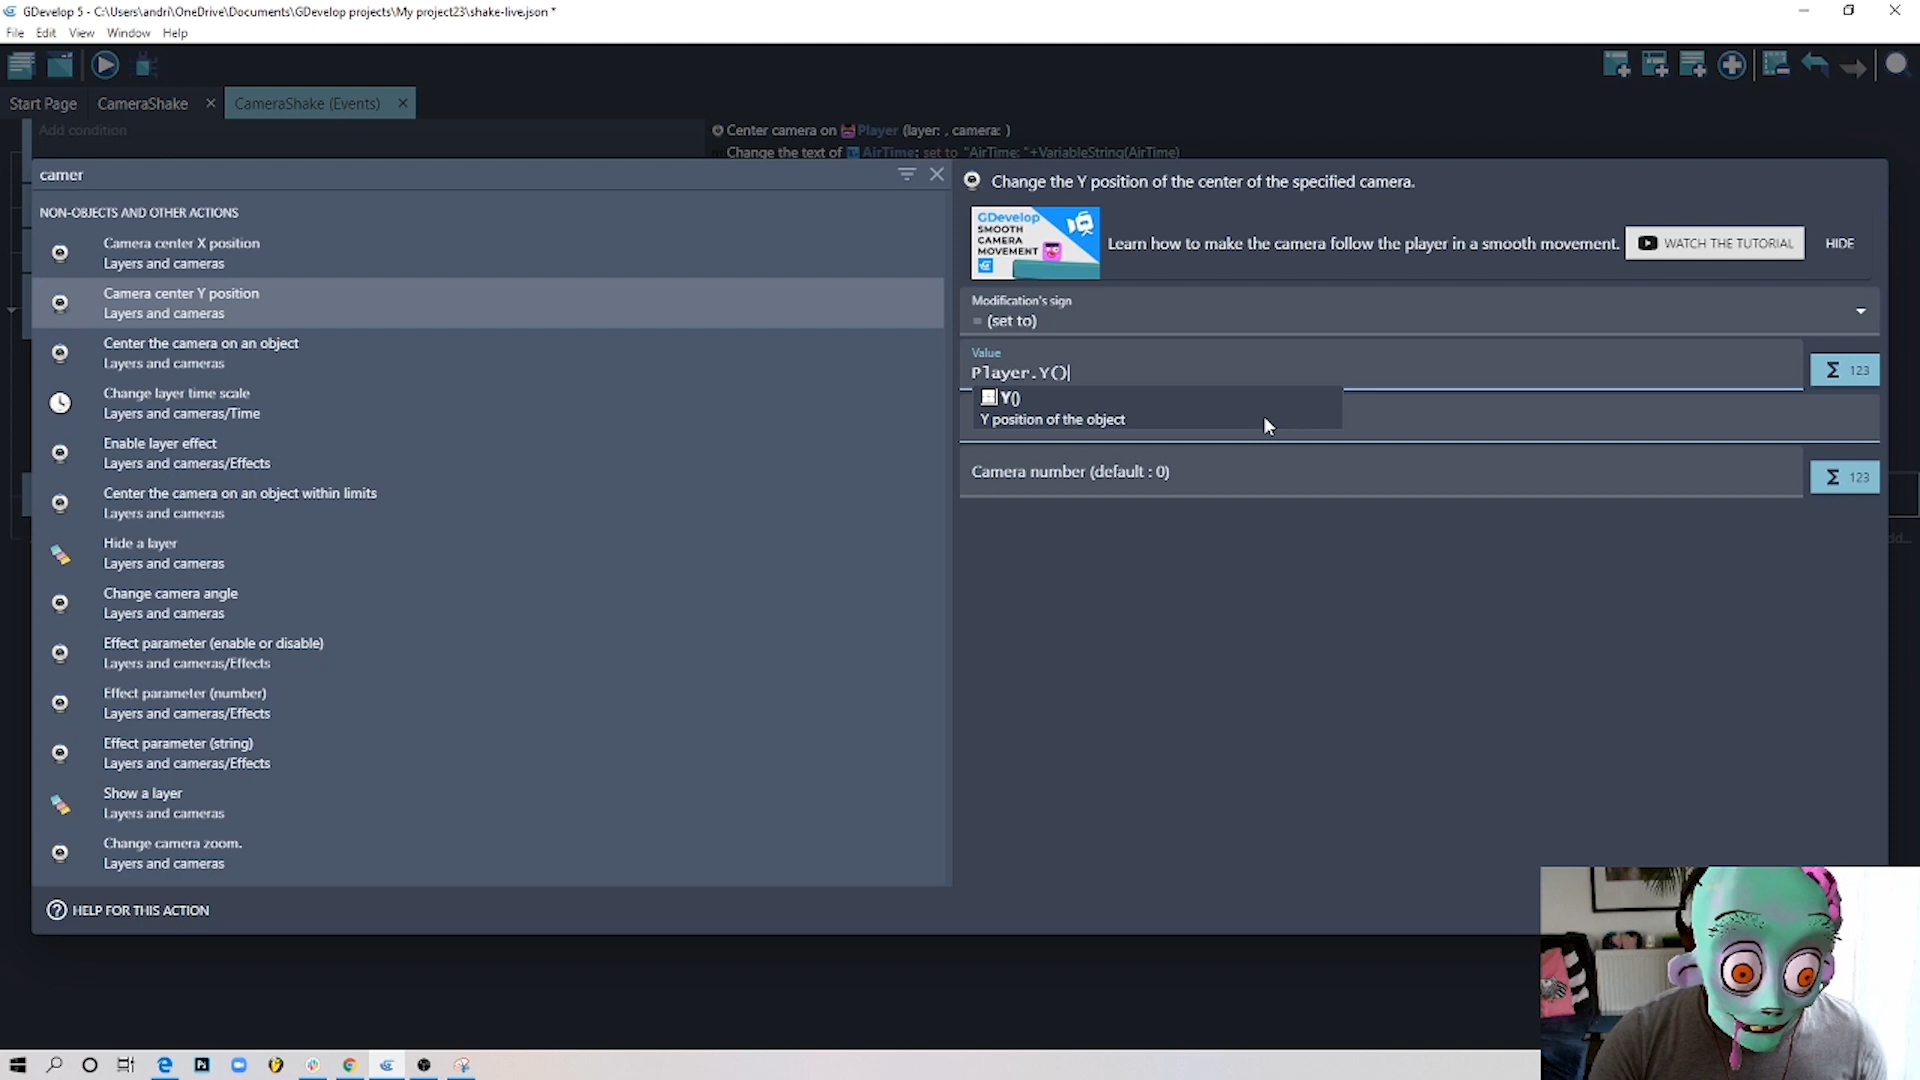 GDevelop 5 - C:\Users\andri\OneDrive\Documents\GDevelop projects\My project23\shake-live.json *
File Edit View Window Help
Start Page CameraShake × CameraShake (Events) ×
Add condition
Center camera on Player (layer: , camera: )
Change the text of AirTime: set to "AirTime: "+VariableString(AirTime)
camer
NON-OBJECTS AND OTHER ACTIONS
Camera center X position
Layers and cameras
Camera center Y position
Layers and cameras
Center the camera on an object
Layers and cameras
Change layer time scale
Layers and cameras/Time
Enable layer effect
Layers and cameras/Effects
Center the camera on an object within limits
Layers and cameras
Hide a layer
Layers and cameras
Change camera angle
Layers and cameras
Effect parameter (enable or disable)
Layers and cameras/Effects
Effect parameter (number)
Layers and cameras/Effects
Effect parameter (string)
Layers and cameras/Effects
Show a layer
Layers and cameras
Change camera zoom.
Layers and cameras
HELP FOR THIS ACTION
Change the Y position of the center of the specified camera.
GDevelop
SMOOTH
CAMERA
MOVEMENT
Learn how to make the camera follow the player in a smooth movement.
WATCH THE TUTORIAL
HIDE
Modification's sign
= (set to)
Value
Player.Y()
Σ 123
Y()
Y position of the object
Camera number (default : 0)
Σ 123
dd...